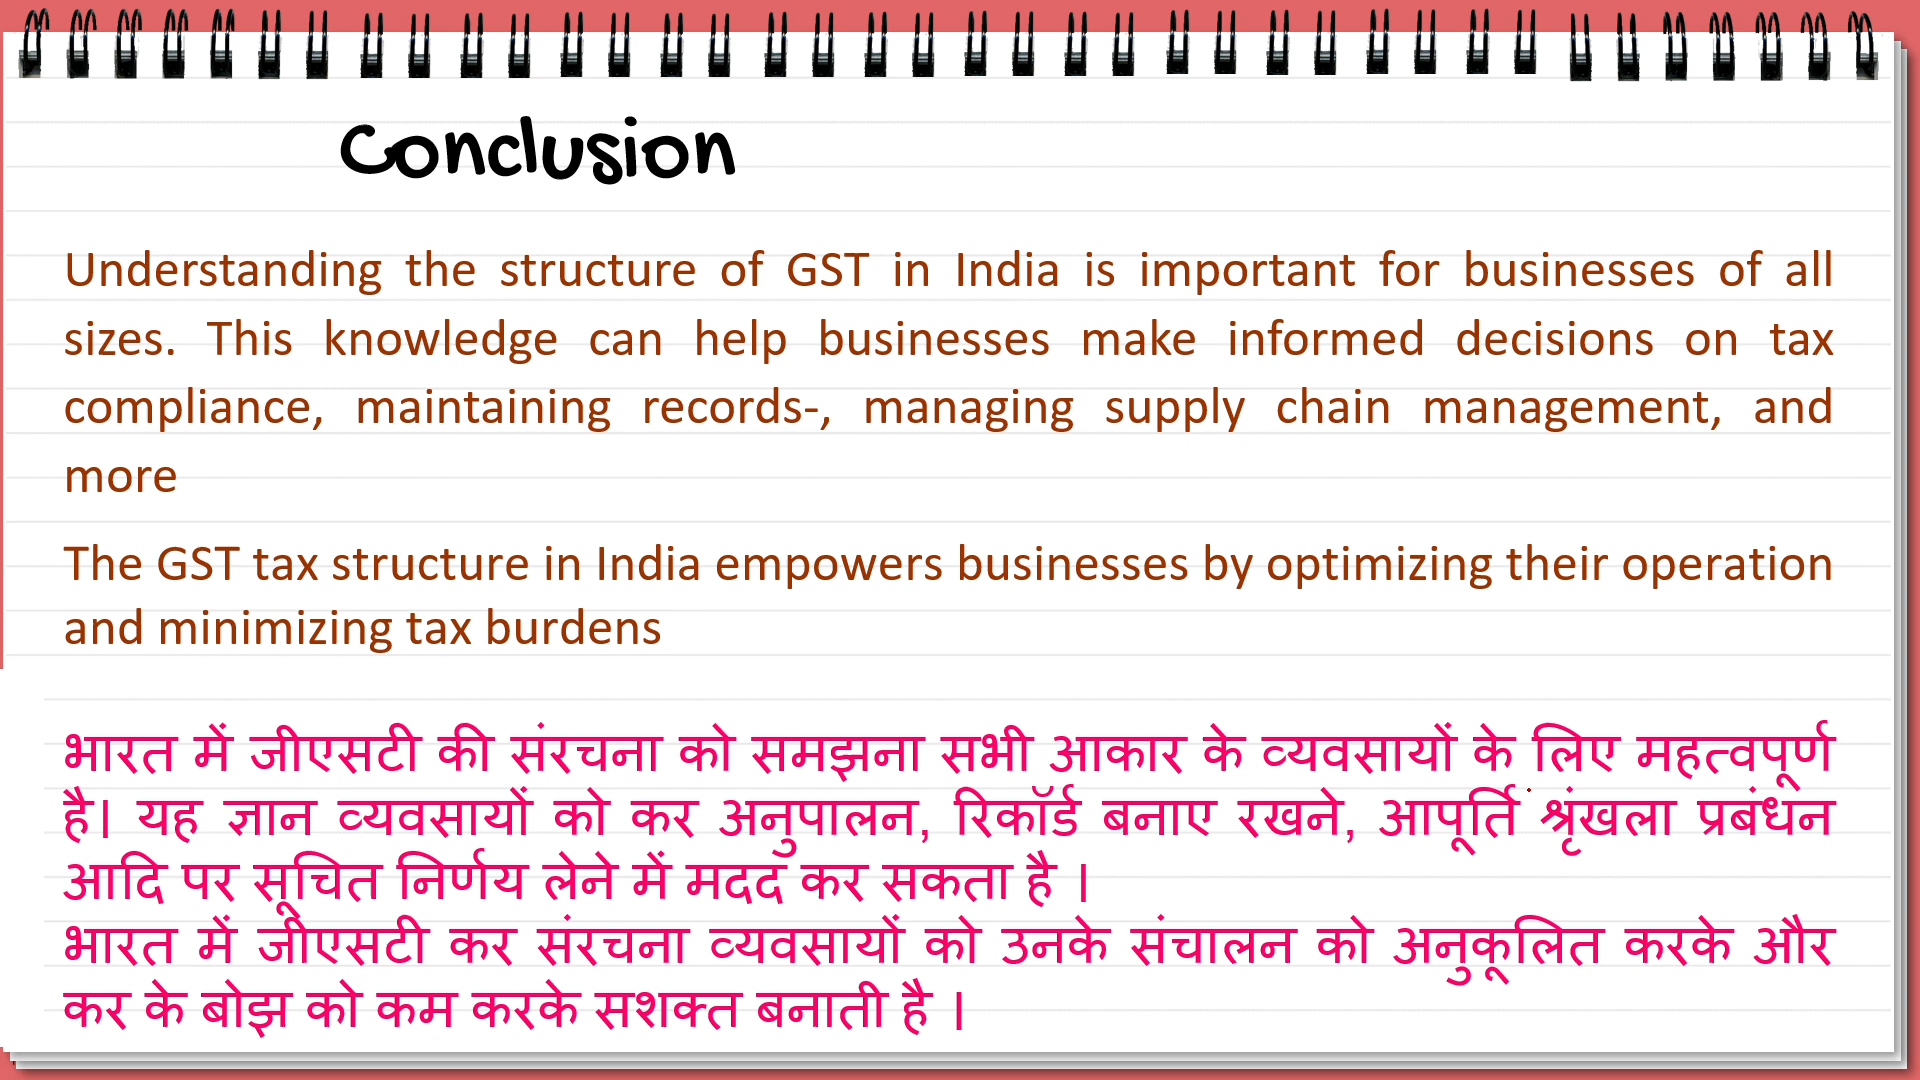 Conclusion
Understanding the structure of GST in India is important for businesses of all
sizes. This knowledge can help businesses make informed decisions on tax
compliance, maintaining records-, managing supply chain management, and
more
The GST tax structure in India empowers businesses by optimizing their operation
and minimizing tax burdens
भारत में जीएसटी की संरचना को समझना सभी आकार के व्यवसायों के लिए महत्वपूर्ण
है। यह ज्ञान व्यवसायों को कर अनुपालन, रिकॉर्ड बनाए रखने, आपूर्ति श्रृंखला प्रबंधन
आदि पर सूचित निर्णय लेने में मदद कर सकता है ।
भारत में जीएसटी कर संरचना व्यवसायों को उनके संचालन को अनुकूलित करके और
कर के बोझ को कम करके सशक्त बनाती है ।